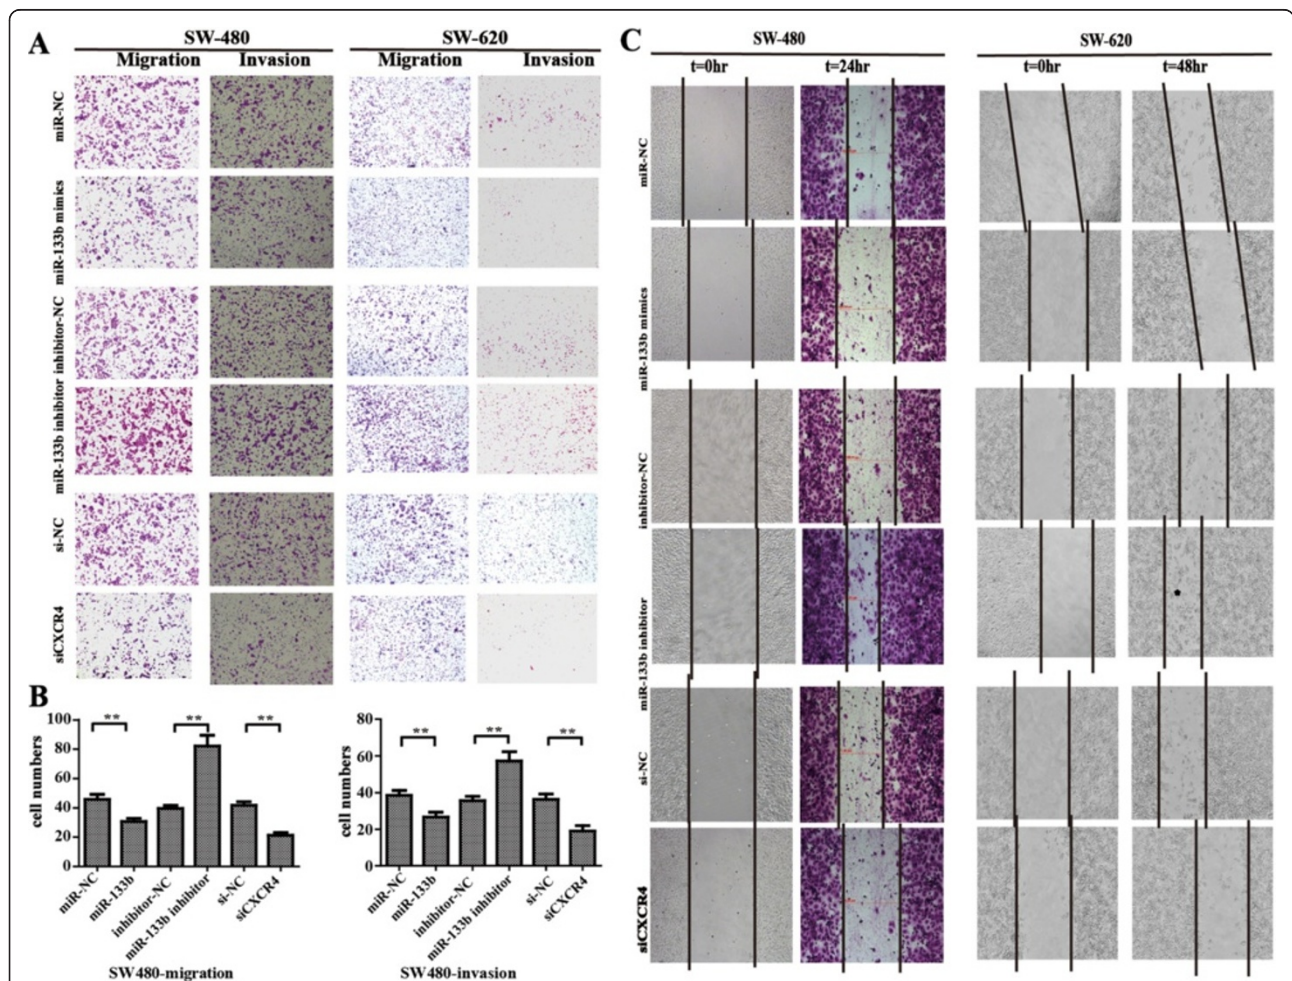 A
SW-480
SW-620
Migration
Invasion
Migration
Invasion
miR-NC
miR-133b mimics
inhibitor-NC
miR-133b inhibitor
si-NC
siCXCR4
B
100
80
60
40
20
0
cell numbers
**
**
**
miR-NC
miR-133b
inhibitor-NC
miR-133b inhibitor
si-NC
siCXCR4
SW480-migration
80
60
40
20
0
cell numbers
**
**
**
miR-NC
miR-133b
inhibitor-NC
miR-133b inhibitor
si-NC
siCXCR4
SW480-invasion
C
SW-480
SW-620
t=0hr
t=24hr
t=0hr
t=48hr
miR-NC
miR-133b mimics
inhibitor-NC
miR-133b inhibitor
si-NC
siCXCR4